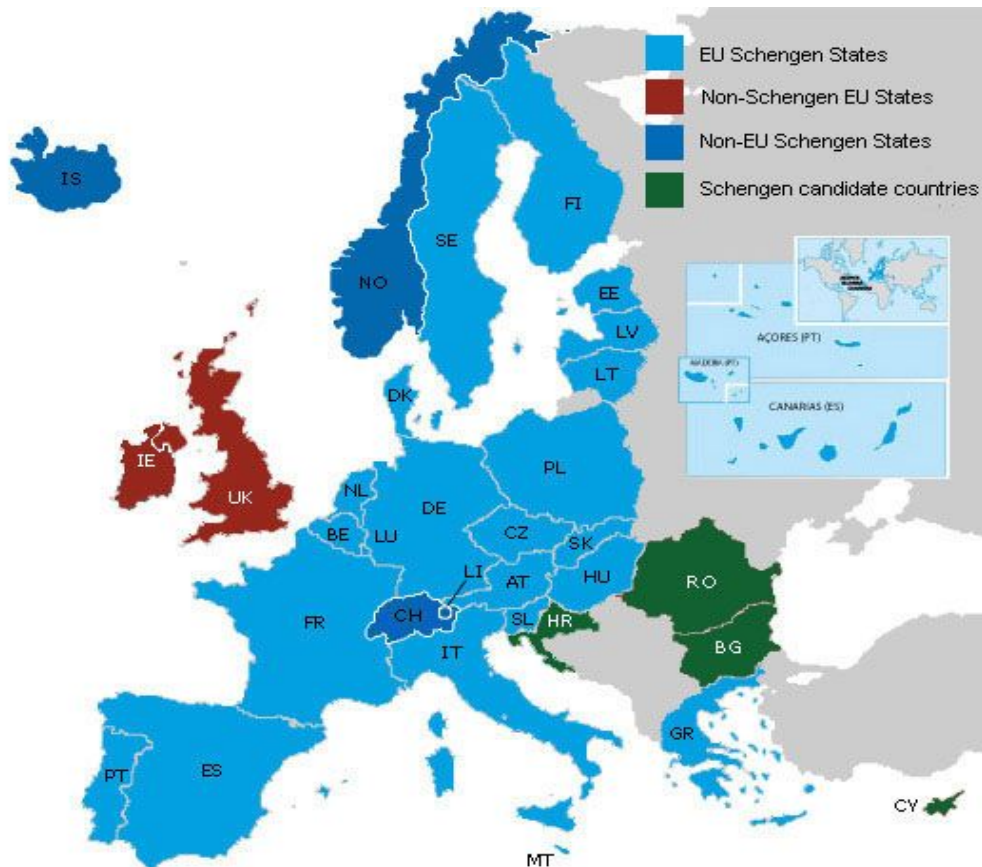 EU Schengen States
Non-Schengen EU States
Non-EU Schengen States
Schengen candidate countries
IS
FI
SE
NO
EE
LV
LT
AÇORES (PT)
MADEIRA (PT)
CANARIAS (ES)
DK
IE
UK
NL
DE
PL
BE
LU
CZ
SK
LI
AT
HU
RO
FR
CH
SL
HR
IT
BG
GR
PT
ES
CY
MT